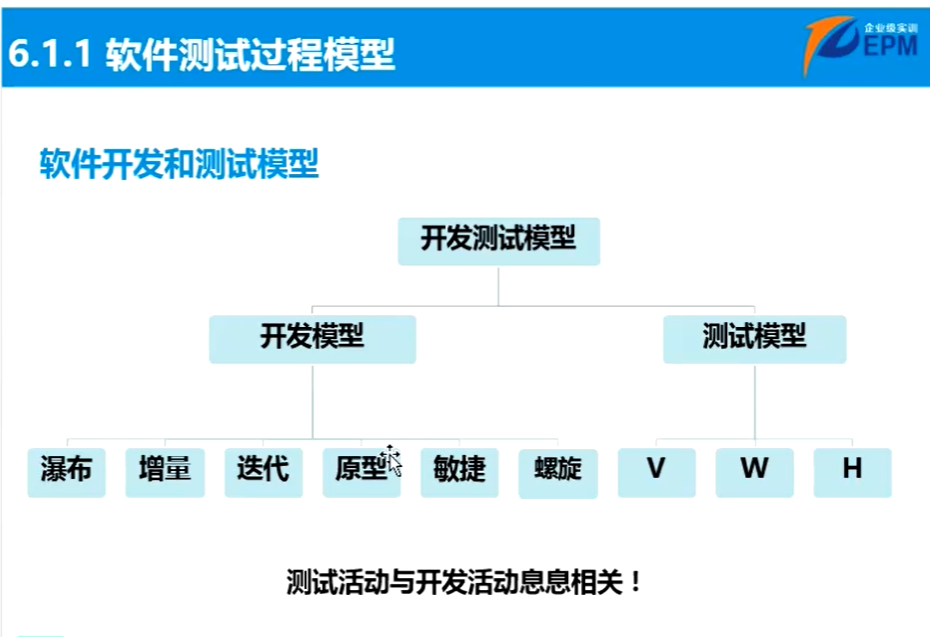 6.1.1 软件测试过程模型
企业级实训
EPM
软件开发和测试模型
开发测试模型
开发模型
测试模型
瀑布
增量
迭代
原型
敏捷
螺旋
V
W
H
测试活动与开发活动息息相关！